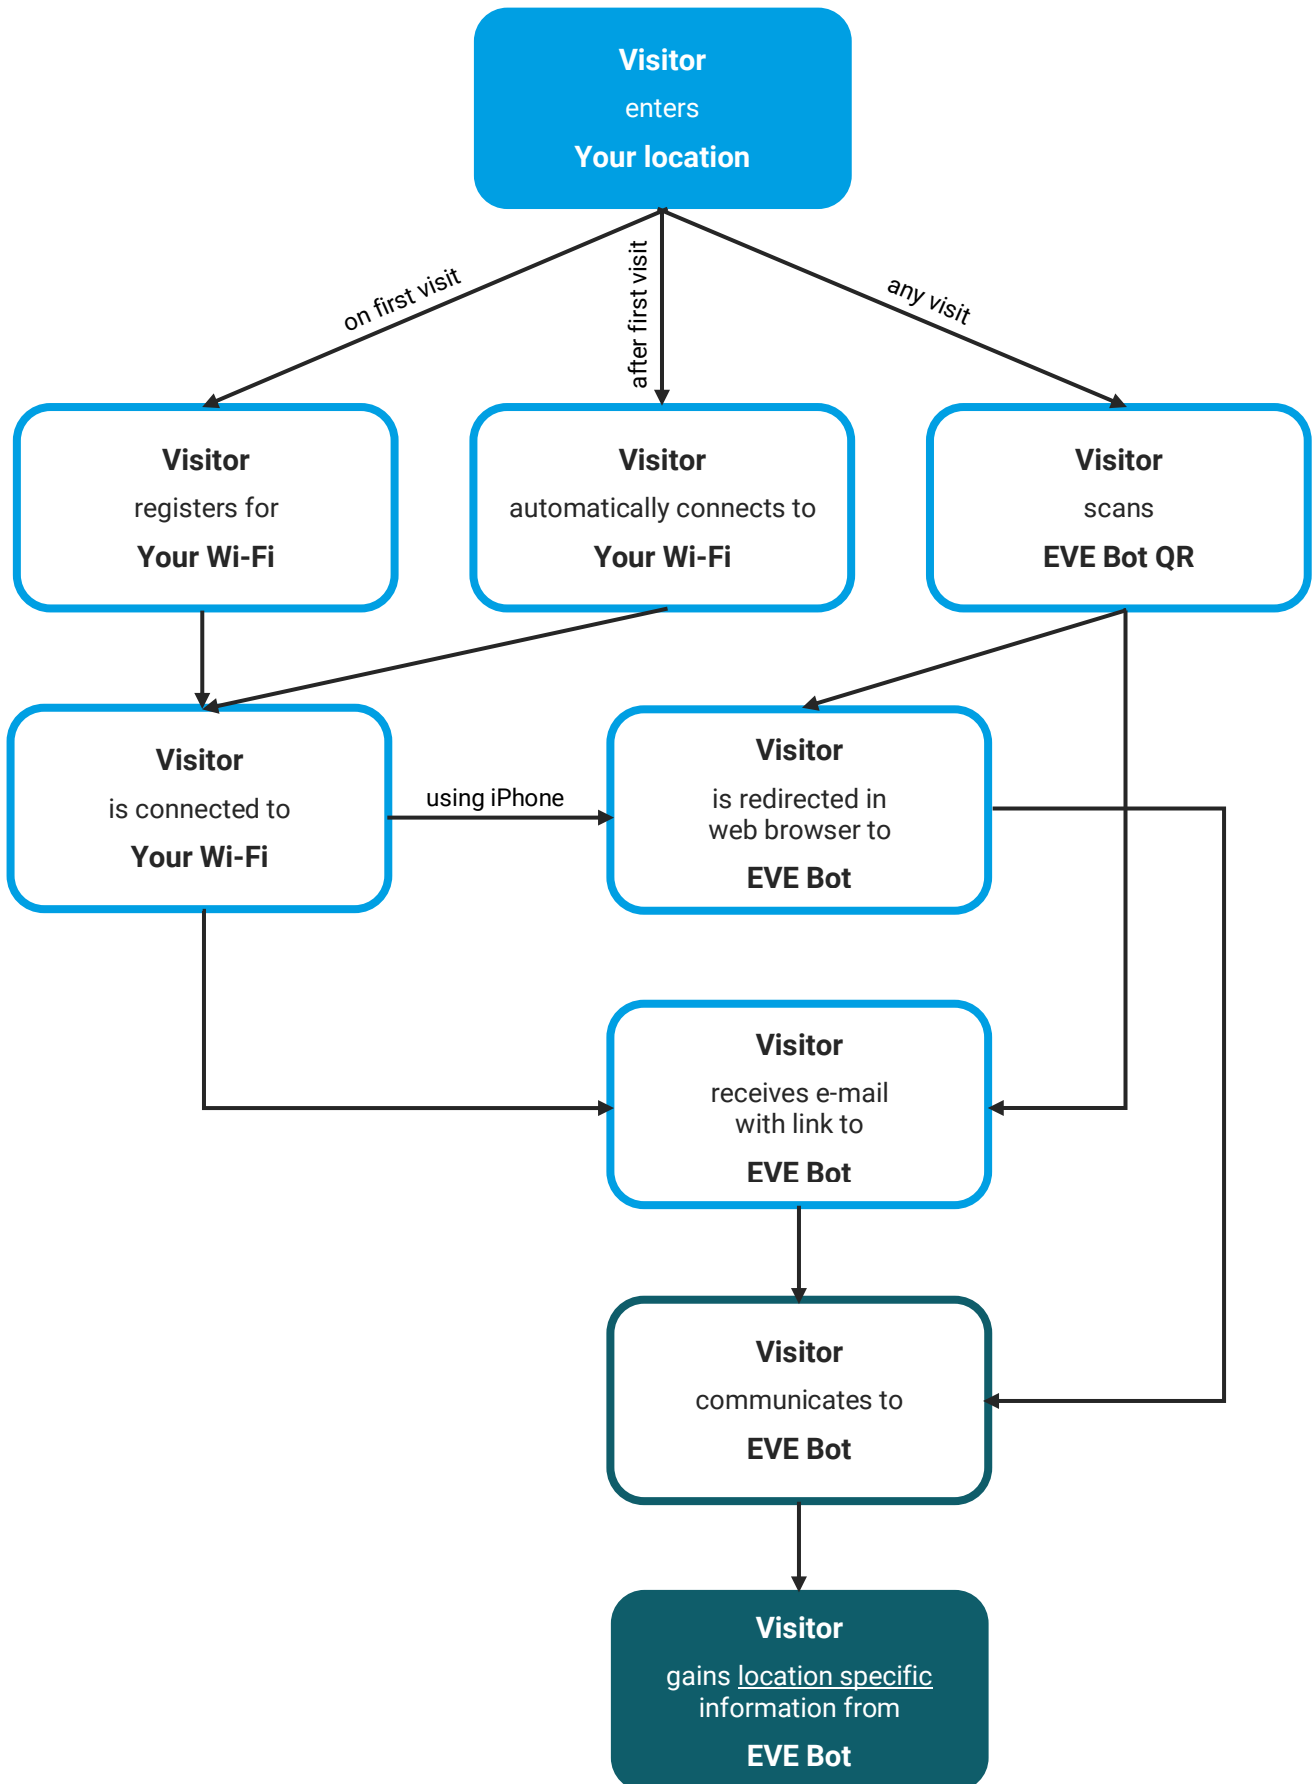 Visitor
enters
Your location
on first visit
after first visit
any visit
Visitor
registers for
Your Wi-Fi
Visitor
automatically connects to
Your Wi-Fi
Visitor
scans
EVE Bot QR
Visitor
is connected to
Your Wi-Fi
using iPhone
Visitor
is redirected in
web browser to
EVE Bot
Visitor
receives e-mail
with link to
EVE Bot
Visitor
communicates to
EVE Bot
Visitor
gains location specific
information from
EVE Bot